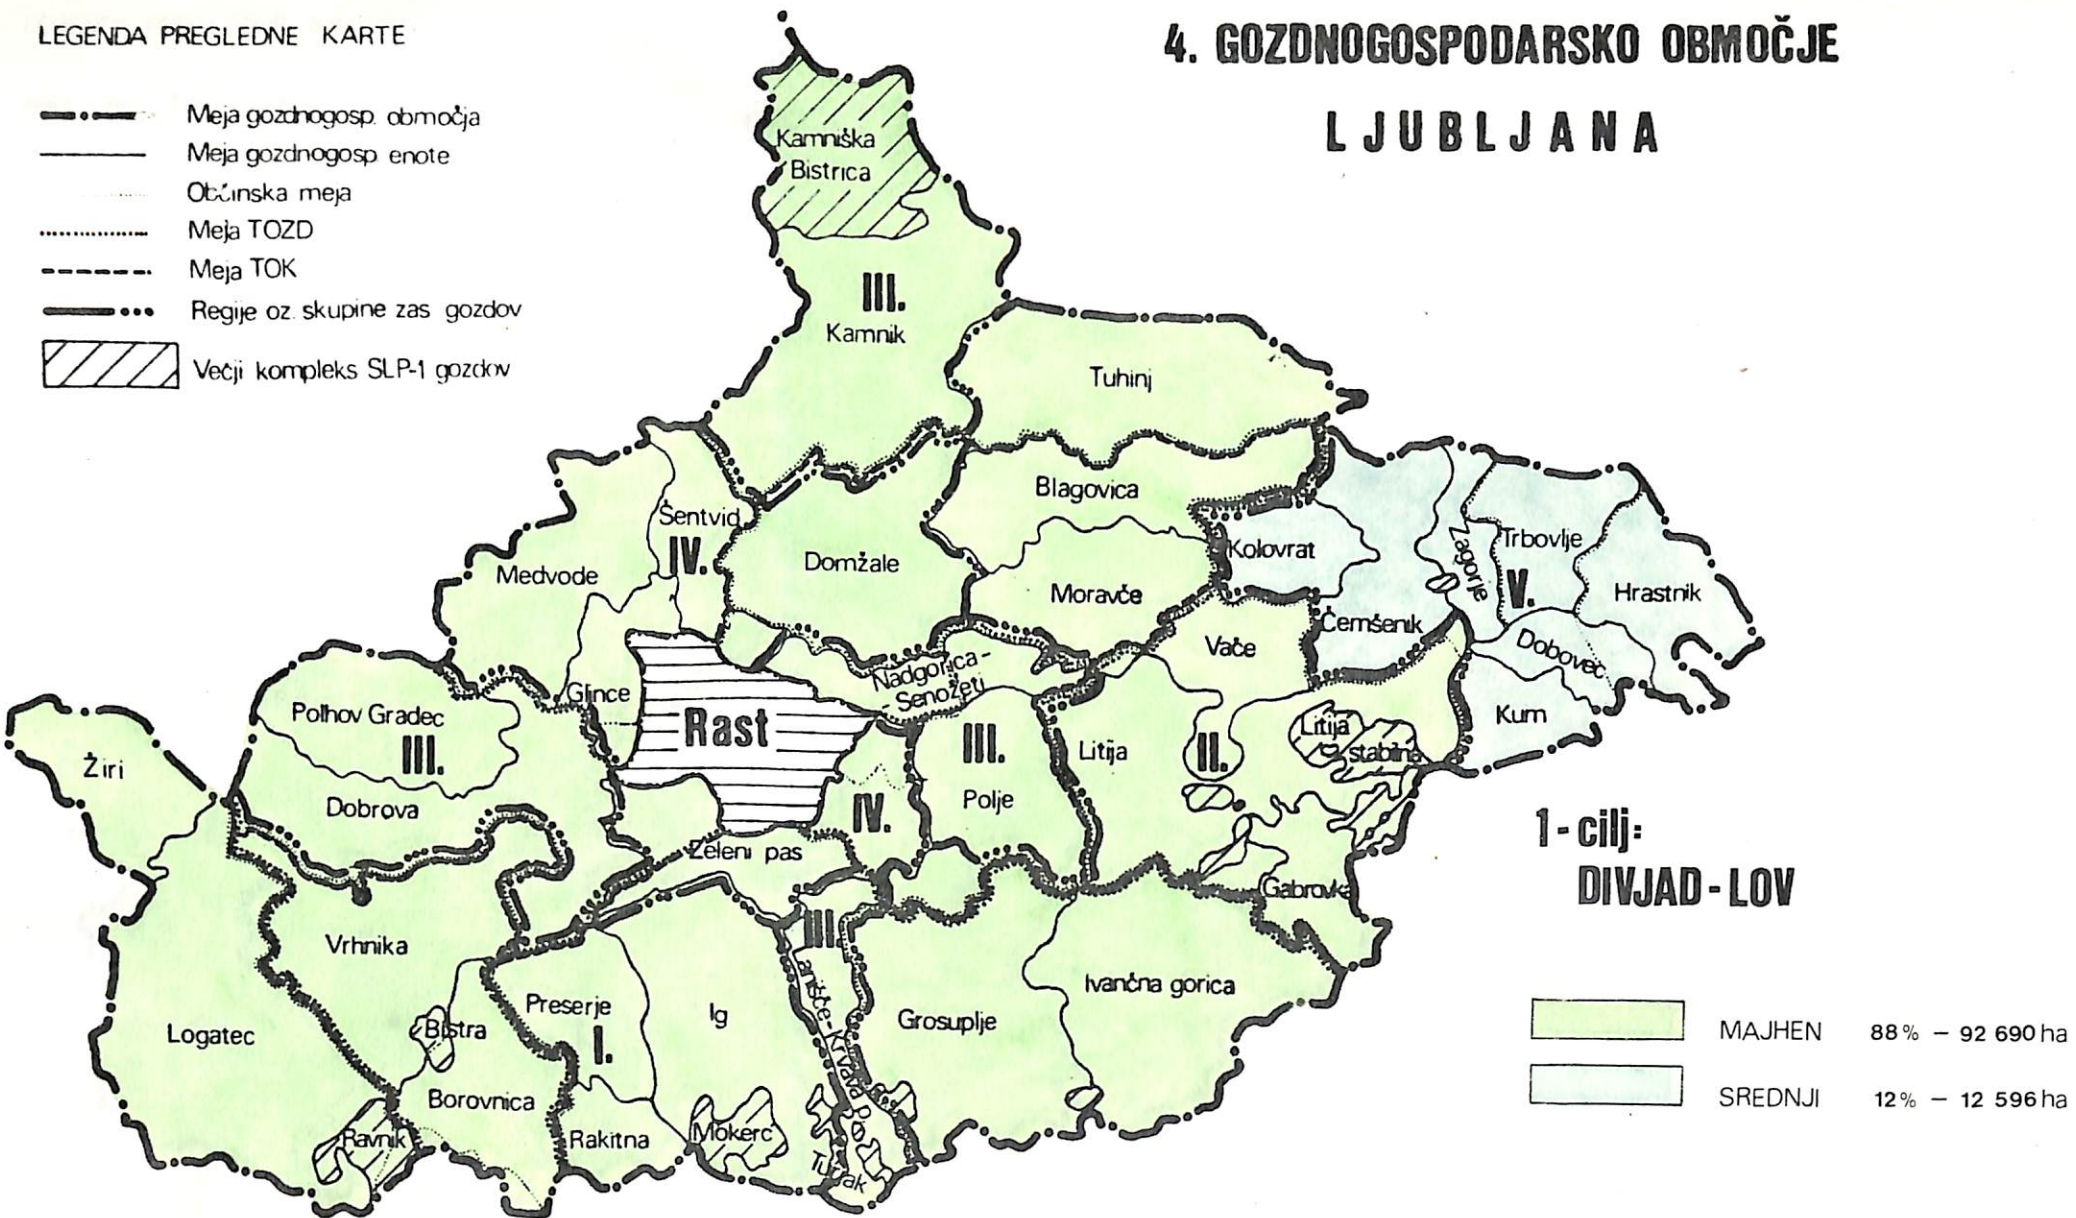 LEGENDA PREGLEDNE KARTE
Meja gozdnogosp. območja
Meja gozdnogosp. enote
Občinska meja
Meja TOZD
Meja TOK
Regije oz. skupine zas gozdov
Večji kompleks SLP-1 gozdov
4. GOZDNOGOSPODARSKO OBMOČJE
LJUBLJANA
Kamniška
Bistrica
III.
Kamnik
Tuhinj
Blagovica
Šentvid
IV.
Medvode
Domžale
Moravče
Kolovrat
Zagorje
Trbovlje
V.
Hrastnik
Čemšenik
Dobovec
Kum
Vače
Nadgorica-
- Senožeti
Glince
Rast
Polhov Gradec
III.
Žiri
Dobrova
III.
Polje
IV.
Litija
II.
Litija
stabilna
Zeleni pas
Gabrovka
1-cilj:
DIVJAD-LOV
Vrhnika
III.
Preserje
I.
Ig
Ivančna gorica
Grosuplje
Logatec
Bistra
Borovnica
Ravnik
Rakitna
Mokerc
Turjak
MAJHEN 88% – 92 690 ha
SREDNJI 12% – 12 596 ha